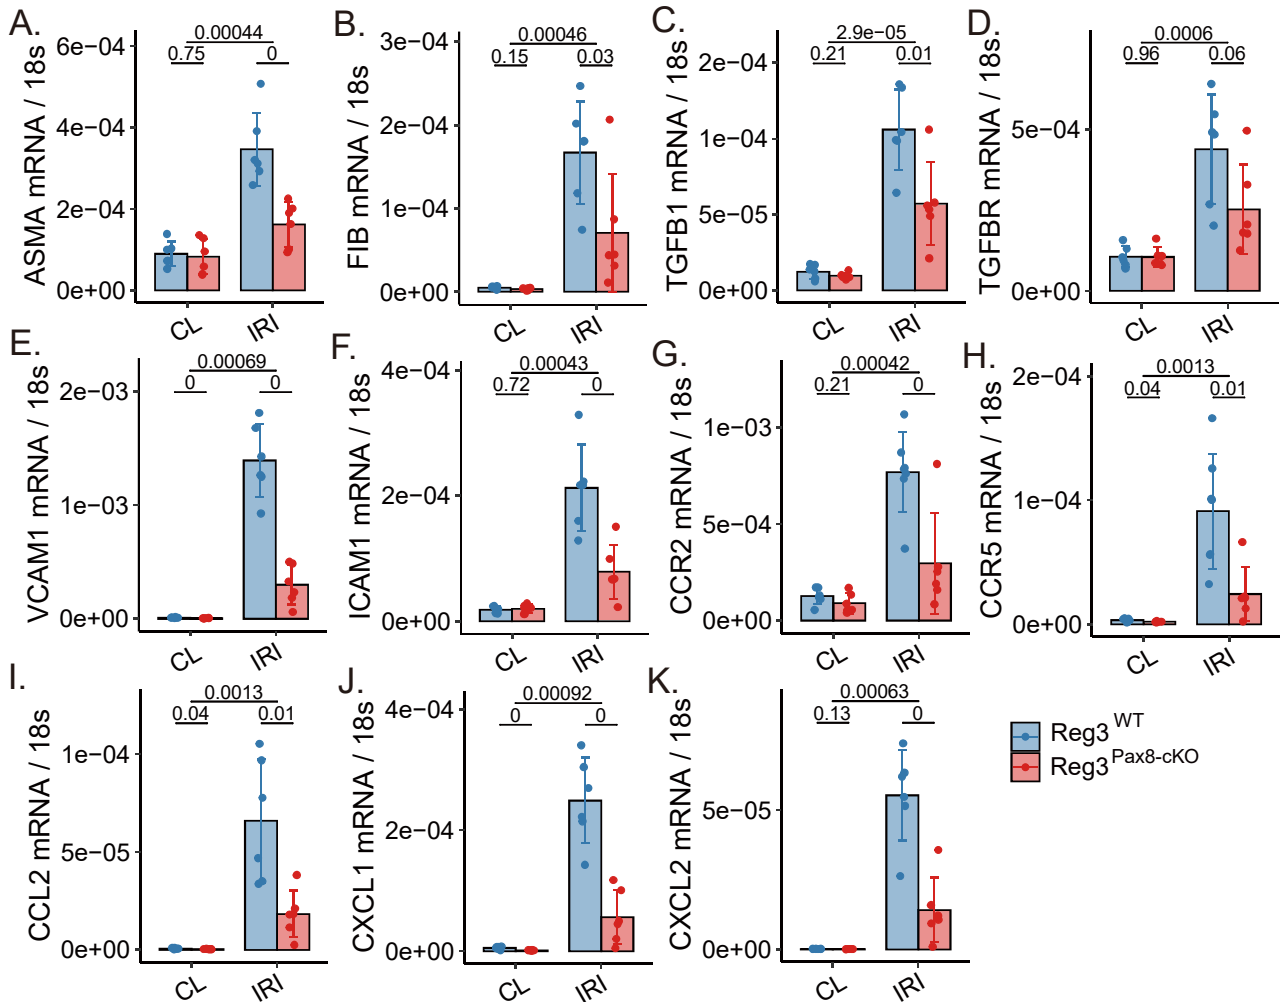 A.
0.00044
0.75
0
6e−04
4e−04
2e−04
0e+00
ASMA mRNA / 18s
CL
IRI
B.
0.00046
0.15
0.03
3e−04
2e−04
1e−04
0e+00
FIB mRNA / 18s
CL
IRI
C.
2.9e−05
0.21
0.01
2e−04
1e−04
5e−05
0e+00
TGFB1 mRNA / 18s
CL
IRI
D.
0.0006
0.96
0.06
5e−04
0e+00
TGFBR mRNA / 18s
CL
IRI
E.
0.00069
0
0
2e−03
1e−03
0e+00
VCAM1 mRNA / 18s
CL
IRI
F.
0.00043
0.72
0
4e−04
2e−04
0e+00
ICAM1 mRNA / 18s
CL
IRI
G.
0.00042
0.21
0
1e−03
5e−04
0e+00
CCR2 mRNA / 18s
CL
IRI
H.
0.0013
0.04
0.01
2e−04
1e−04
0e+00
CCR5 mRNA / 18s
CL
IRI
I.
0.0013
0.04
0.01
1e−04
5e−05
0e+00
CCL2 mRNA / 18s
CL
IRI
J.
0.00092
0
0
4e−04
2e−04
0e+00
CXCL1 mRNA / 18s
CL
IRI
K.
0.00063
0.13
0
5e−05
0e+00
CXCL2 mRNA / 18s
CL
IRI
Reg3 WT
Reg3 Pax8-cKO